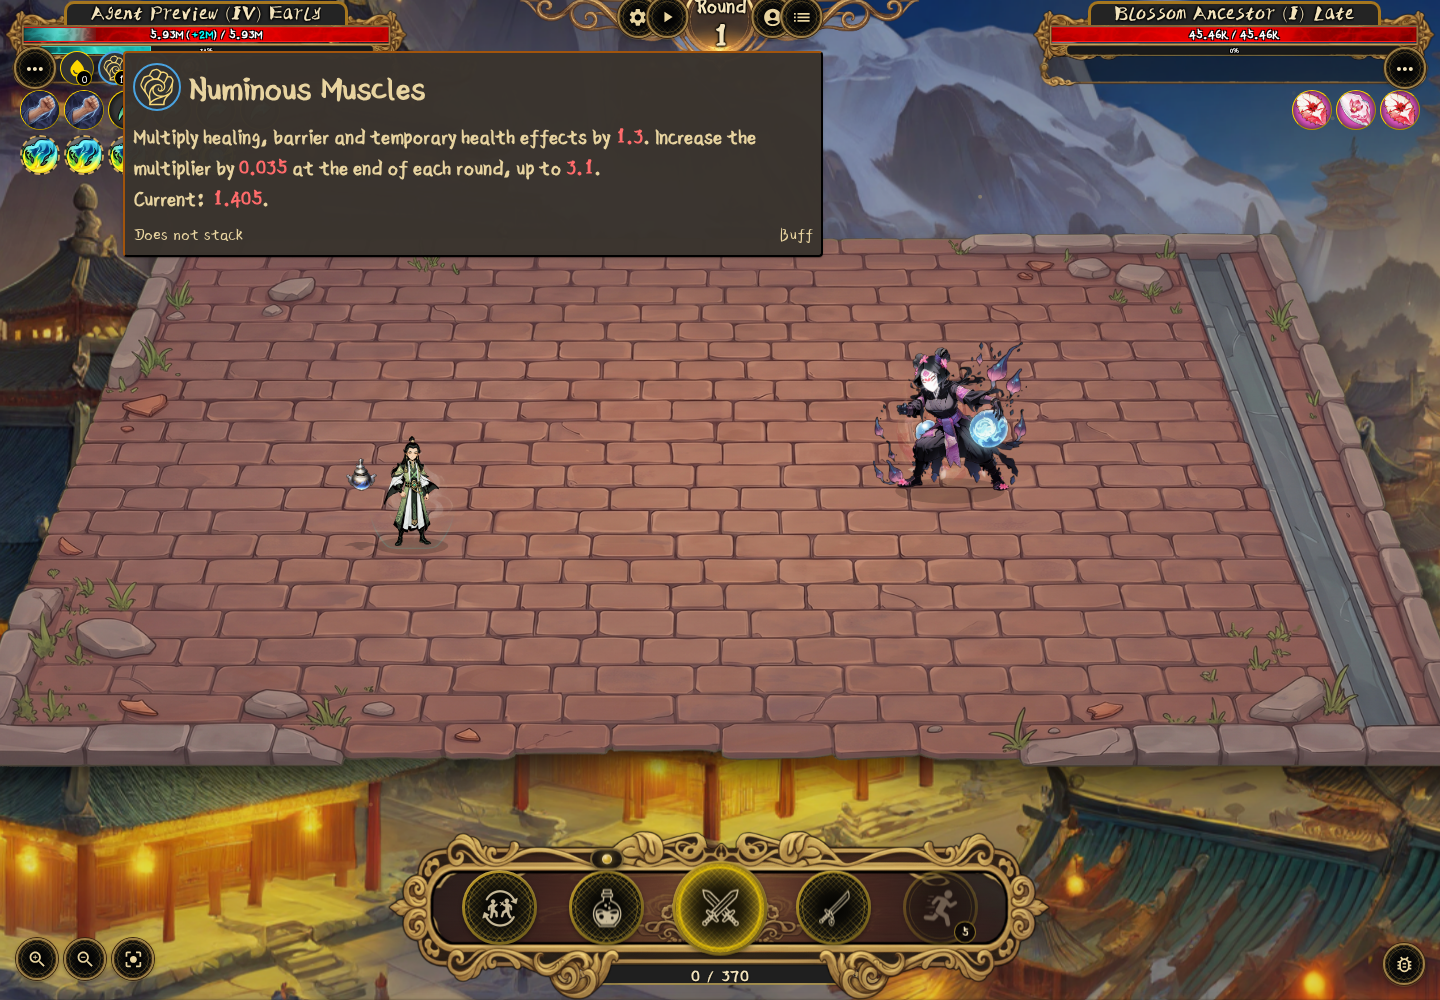 Agent Preview (IV) Early
5.93M (+2M) / 5.93M
Round
1
Blossom Ancestor (I) Late
45.46K / 45.46K
0%
0
Numinous Muscles
Multiply healing, barrier and temporary health effects by 1.3. Increase the
multiplier by 0.035 at the end of each round, up to 3.1.
Current: 1.405.
Does not stack
Buff
5
0 / 370